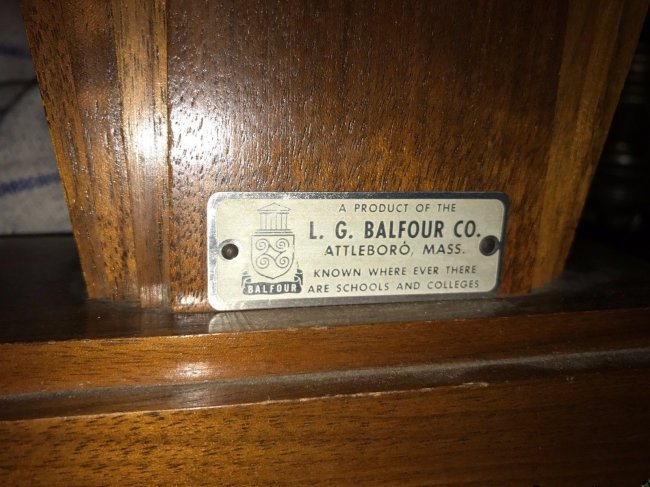 A PRODUCT OF THE
L. G. BALFOUR CO.
ATTLEBORO, MASS.
KNOWN WHERE EVER THERE
ARE SCHOOLS AND COLLEGES
BALFOUR